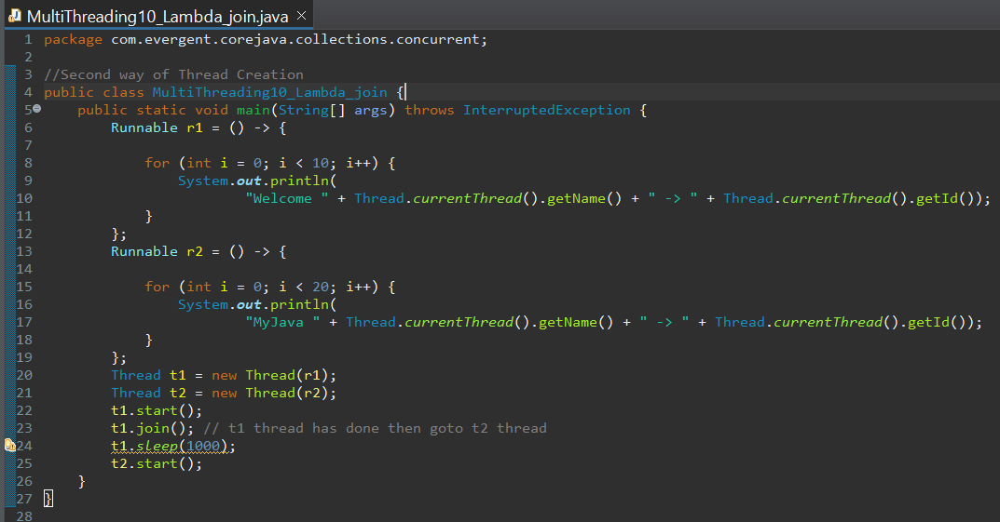 MultiThreading10_Lambda_join.java
1 package com.evergent.corejava.collections.concurrent;
2
3 //Second way of Thread Creation
4 public class MultiThreading10_Lambda_join {
5 public static void main(String[] args) throws InterruptedException {
6 Runnable r1 = () -> {
7
8 for (int i = 0; i < 10; i++) {
9 System.out.println(
10 "Welcome " + Thread.currentThread().getName() + " -> " + Thread.currentThread().getId());
11 }
12 };
13 Runnable r2 = () -> {
14
15 for (int i = 0; i < 20; i++) {
16 System.out.println(
17 "MyJava " + Thread.currentThread().getName() + " -> " + Thread.currentThread().getId());
18 }
19 };
20 Thread t1 = new Thread(r1);
21 Thread t2 = new Thread(r2);
22 t1.start();
23 t1.join(); // t1 thread has done then goto t2 thread
24 t1.sleep(1000);
25 t2.start();
26 }
27 }
28